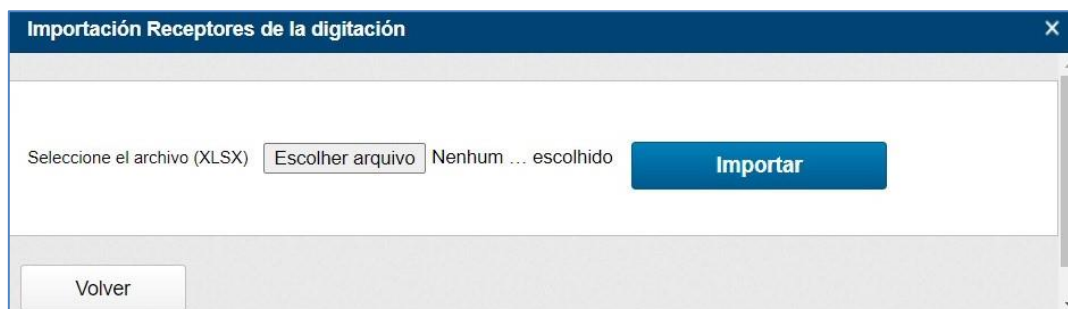 Importación Receptores de la digitación
Seleccione el archivo (XLSX) Escolher arquivo Nenhum ... escolhido Importar
Volver